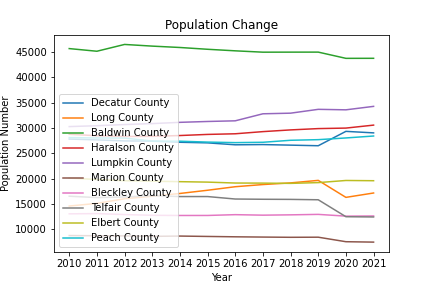 Population Change
Population Number
45000
40000
35000
30000
25000
20000
15000
10000
Decatur County
Long County
Baldwin County
Haralson County
Lumpkin County
Marion County
Bleckley County
Telfair County
Elbert County
Peach County
2010 2011 2012 2013 2014 2015 2016 2017 2018 2019 2020 2021
Year